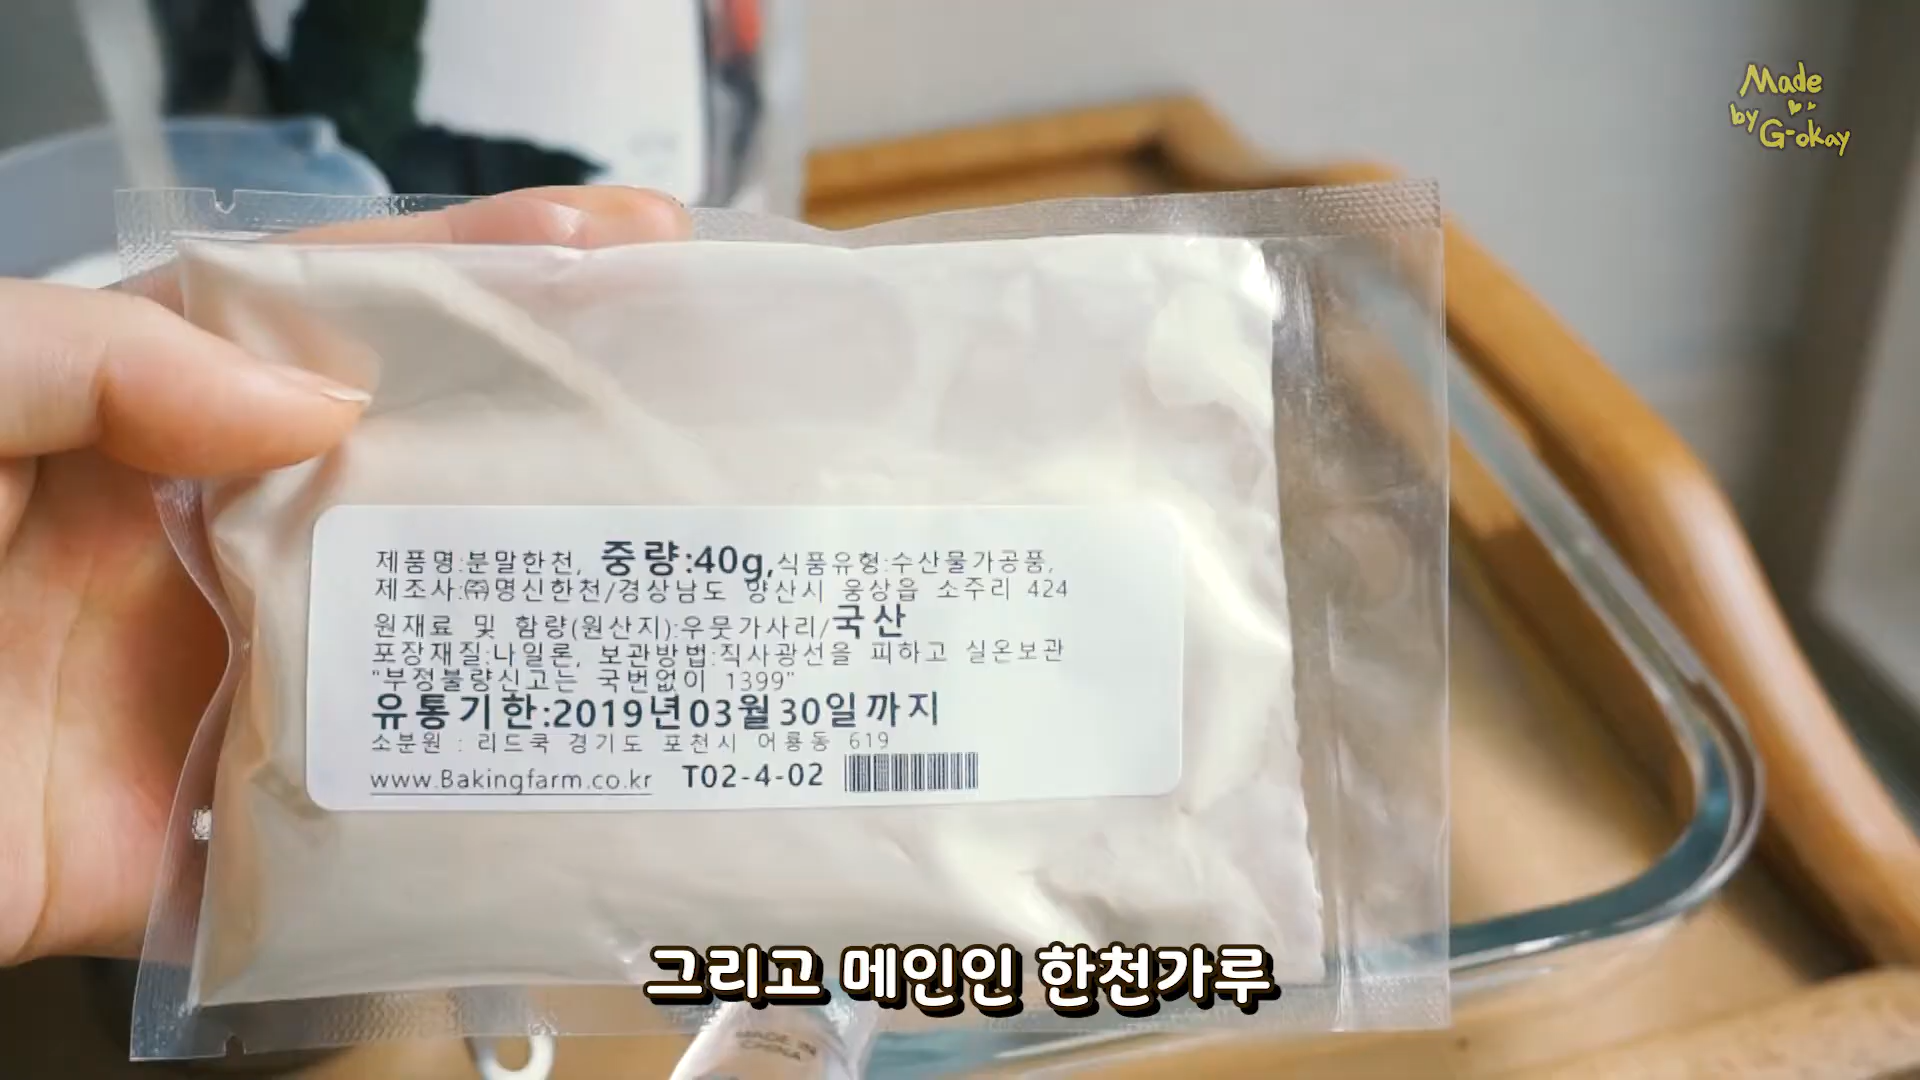 Made
by G-okay
제품명:분말한천, 중량:40g,식품유형:수산물가공품,
제조사:㈜명신한천/경상남도 양산시 웅상읍 소주리 424
원재료 및 함량(원산지):우뭇가사리/국산
포장재질:나일론, 보관방법:직사광선을 피하고 실온보관
"부정불량신고는 국번없이 1399"
유통기한:2019년03월30일까지
소분원 : 리드쿡 경기도 포천시 어룡동 619
www.Bakingfarm.co.kr T02-4-02
그리고 메인인 한천가루
MADE IN
CHINA